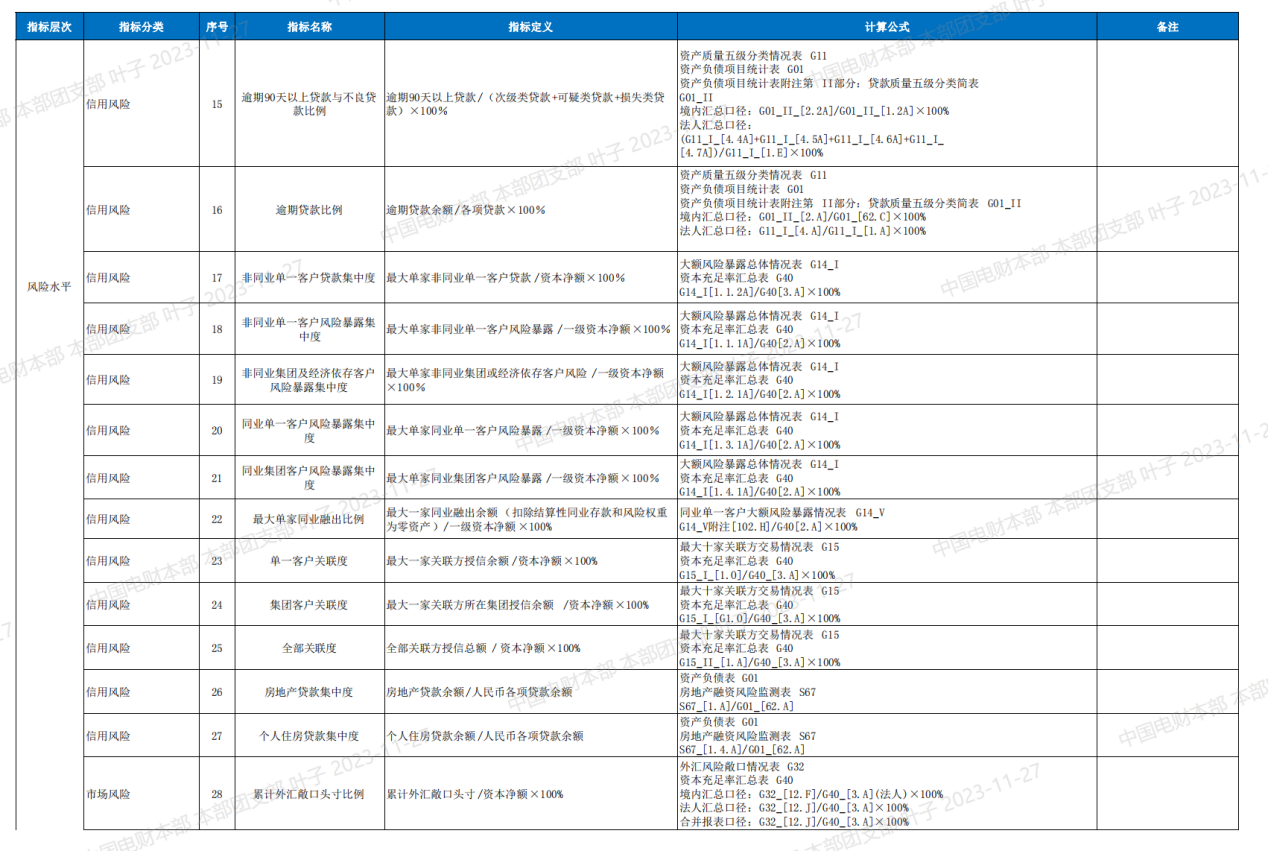 指标层次 指标分类 序号 指标名称 指标定义 计算公式 备注
风险水平
信用风险 15 逾期90天以上贷款与不良贷款比例
逾期90天以上贷款/（次级类贷款+可疑类贷款+损失类贷
款）×100%
资产质量五级分类情况表 G11
资产负债项目统计表 G01
资产负债项目统计表附注第 II部分：贷款质量五级分类简表
G01_II
境内汇总口径：G01_II_[2.2A]/G01_II_[1.2A]×100%
法人汇总口径：
(G11_I_[4.4A]+G11_I_[4.5A]+G11_I_[4.6A]+G11_I_
[4.7A])/G11_I_[1.E]×100%
信用风险 16 逾期贷款比例 逾期贷款余额/各项贷款×100%
资产质量五级分类情况表 G11
资产负债项目统计表 G01
资产负债项目统计表附注第 II部分：贷款质量五级分类简表 G01_II
境内汇总口径：G01_II_[2.A]/G01_[62.C]×100%
法人汇总口径：G11_I_[4.A]/G11_I_[1.A]×100%
信用风险 17 非同业单一客户贷款集中度 最大单家非同业单一客户贷款/资本净额×100%
大额风险暴露总体情况表 G14_I
资本充足率汇总表 G40
G14_I[1.1.2A]/G40[3.A]×100%
信用风险 18 非同业单一客户风险暴露集
中度
最大单家非同业单一客户风险暴露/一级资本净额×100%
大额风险暴露总体情况表 G14_I
资本充足率汇总表 G40
G14_I[1.1.1A]/G40[2.A]×100%
信用风险 19 非同业集团及经济依存客户
风险暴露集中度
最大单家非同业集团或经济依存客户风险 /一级资本净额
×100%
大额风险暴露总体情况表 G14_I
资本充足率汇总表 G40
G14_I[1.2.1A]/G40[2.A]×100%
信用风险 20 同业单一客户风险暴露集中
度
最大单家同业单一客户风险暴露/一级资本净额×100%
大额风险暴露总体情况表 G14_I
资本充足率汇总表 G40
G14_I[1.3.1A]/G40[2.A]×100%
信用风险 21 同业集团客户风险暴露集中
度
最大单家同业集团客户风险暴露/一级资本净额×100%
大额风险暴露总体情况表 G14_I
资本充足率汇总表 G40
G14_I[1.4.1A]/G40[2.A]×100%
信用风险 22 最大单家同业融出比例
最大一家同业融出余额（扣除结算性同业存款和风险权重
为零资产）/一级资本净额×100%
同业单一客户大额风险暴露情况表 G14_V
G14_V附注[102.H]/G40[2.A]×100%
信用风险 23 单一客户关联度 最大一家关联方授信余额/资本净额×100%
最大十家关联方交易情况表 G15
资本充足率汇总表 G40
G15_I_[1.O]/G40_[3.A]×100%
信用风险 24 集团客户关联度 最大一家关联方所在集团授信余额 /资本净额×100%
最大十家关联方交易情况表 G15
资本充足率汇总表 G40
G15_I_[G1.O]/G40_[3.A]×100%
信用风险 25 全部关联度 全部关联方授信总额/资本净额×100%
最大十家关联方交易情况表 G15
资本充足率汇总表 G40
G15_II_[1.A]/G40_[3.A]×100%
信用风险 26 房地产贷款集中度 房地产贷款余额/人民币各项贷款余额
资产负债表 G01
房地产融资风险监测表 S67
S67_[1.A]/G01_[62.A]
信用风险 27 个人住房贷款集中度 个人住房贷款余额/人民币各项贷款余额
资产负债表 G01
房地产融资风险监测表 S67
S67_[1.4.A]/G01_[62.A]
市场风险 28 累计外汇敞口头寸比例 累计外汇敞口头寸/资本净额×100%
外汇风险敞口情况表 G32
资本充足率汇总表 G40
境内汇总口径：G32_[12.F]/G40_[3.A](法人)×100%
法人汇总口径：G32_[12.J]/G40_[3.A]×100%
合并报表口径：G32_[12.J]/G40_[3.A]×100%
中国电财本部 本部团支部 叶子 2023-11-27